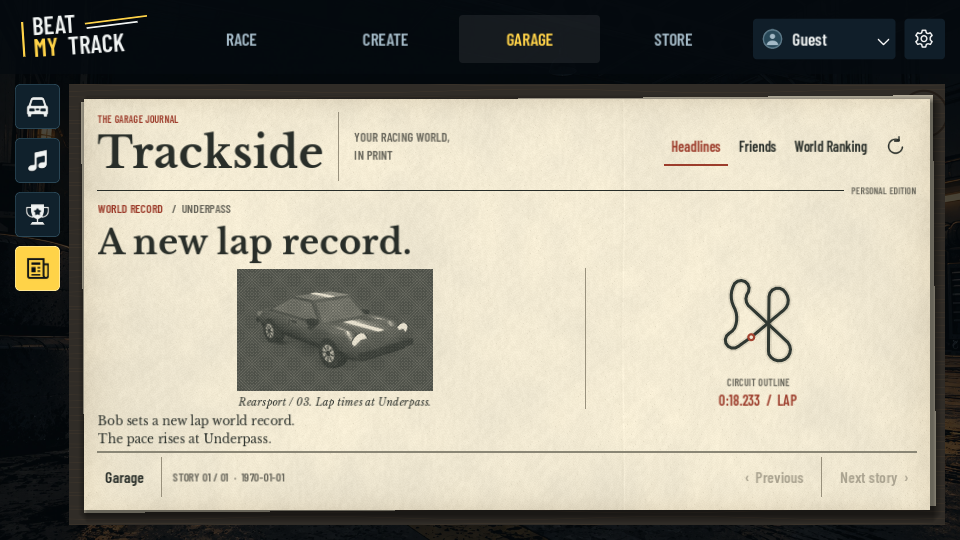 BEAT
MY TRACK
RACE
CREATE
GARAGE
STORE
Guest
THE GARAGE JOURNAL
Trackside
YOUR RACING WORLD,
IN PRINT
Headlines
Friends
World Ranking
PERSONAL EDITION
WORLD RECORD / UNDERPASS
A new lap record.
Rearsport / 03. Lap times at Underpass.
CIRCUIT OUTLINE
0:18.233 / LAP
Bob sets a new lap world record.
The pace rises at Underpass.
Garage
STORY 01 / 01 · 1970-01-01
‹ Previous
Next story ›